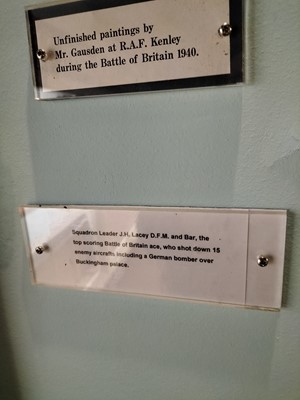 Unfinished paintings by
Mr. Gausden at R.A.F. Kenley
during the Battle of Britain 1940.
Squadron Leader J.H. Lacey D.F.M. and Bar, the
top scoring Battle of Britain ace, who shot down 15
enemy aircrafts including a German bomber over
Buckingham palace.